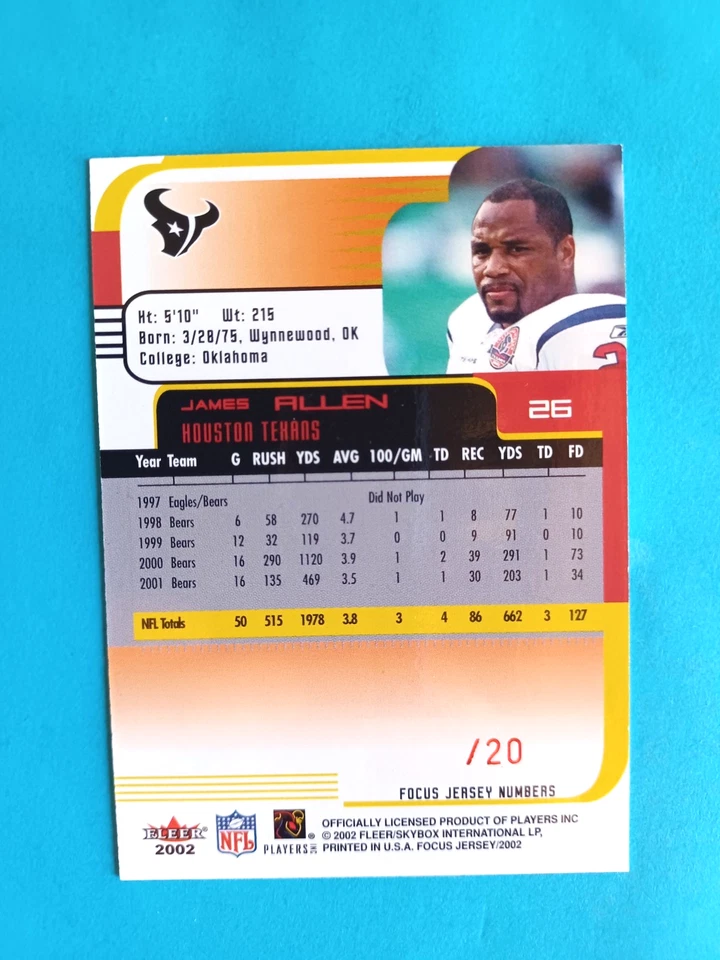 Ht: 5'10" Wt: 215
Born: 3/28/75, Wynnewood, OK
College: Oklahoma
JAMES ALLEN
26
HOUSTON TEXANS
Year Team G RUSH YDS AVG 100/GM TD REC YDS TD FD
1997 Eagles/Bears Did Not Play
1998 Bears 6 58 270 4.7 1 1 8 77 1 10
1999 Bears 12 32 119 3.7 0 0 9 91 0 10
2000 Bears 16 290 1120 3.9 1 2 39 291 1 73
2001 Bears 16 135 469 3.5 1 1 30 203 1 34
NFL Totals 50 515 1978 3.8 3 4 86 662 3 127
/20
FOCUS JERSEY NUMBERS
FLEER®
2002
NFL
PLAYERS INC ®
OFFICIALLY LICENSED PRODUCT OF PLAYERS INC
© 2002 FLEER/SKYBOX INTERNATIONAL LP,
PRINTED IN U.S.A. FOCUS JERSEY/2002